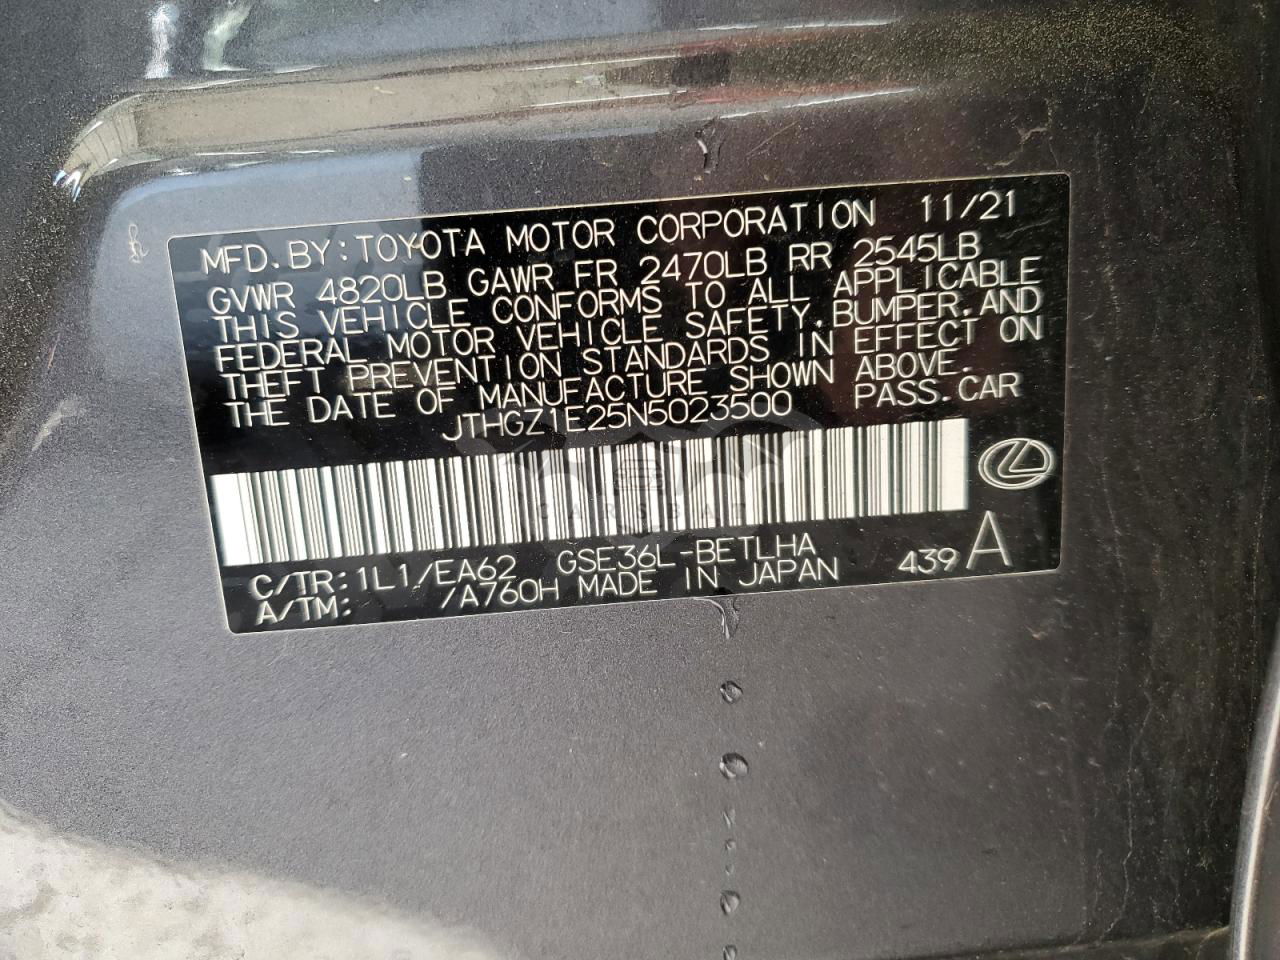 MFD. BY: TOYOTA MOTOR CORPORATION 11/21
GVWR 4820LB GAWR FR 2470LB RR 2545LB
THIS VEHICLE CONFORMS TO ALL APPLICABLE
FEDERAL MOTOR VEHICLE SAFETY, BUMPER, AND
THEFT PREVENTION STANDARDS IN EFFECT ON
THE DATE OF MANUFACTURE SHOWN ABOVE.
JTHGZ1E25N5023500 PASS. CAR
CARSBAD
C/TR: 1L1/EA62 GSE36L-BETLHA 439 A
A/TM: /A760H MADE IN JAPAN